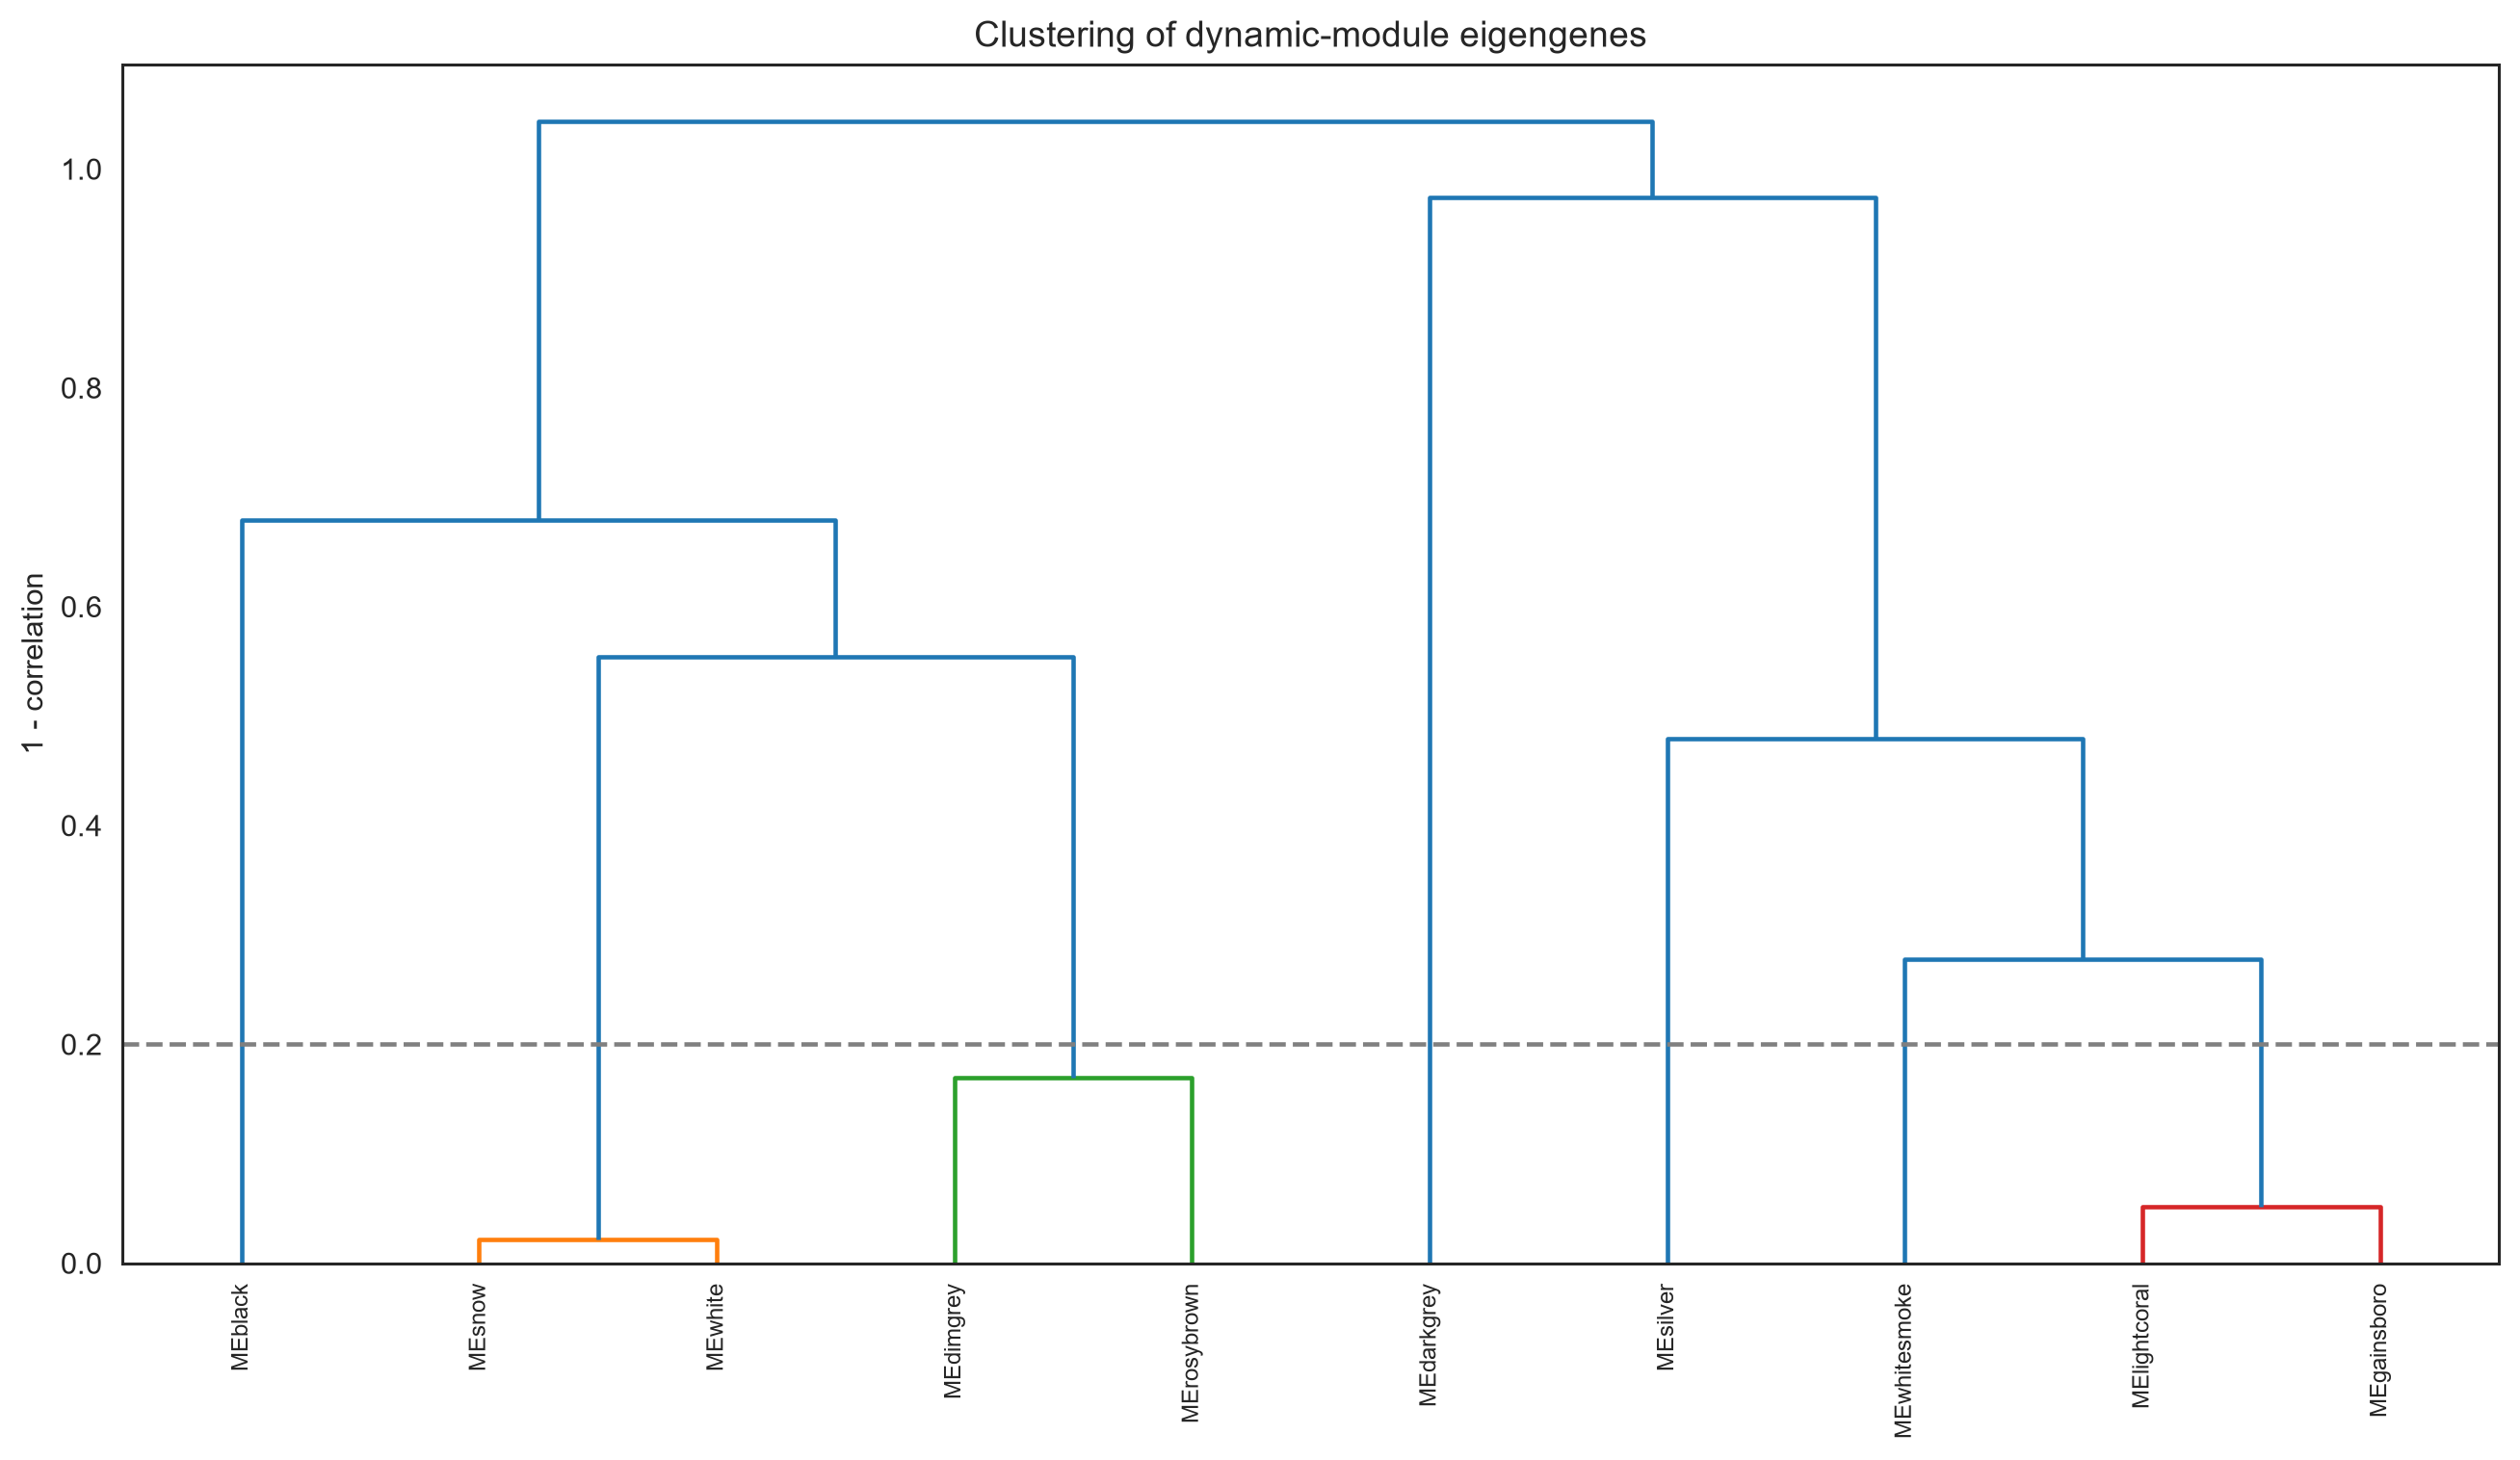 Clustering of dynamic-module eigengenes
1 - correlation
1.0
0.8
0.6
0.4
0.2
0.0
MEblack
MEsnow
MEwhite
MEdimgrey
MErosybrown
MEdarkgrey
MEsilver
MEwhitesmoke
MElightcoral
MEgainsboro